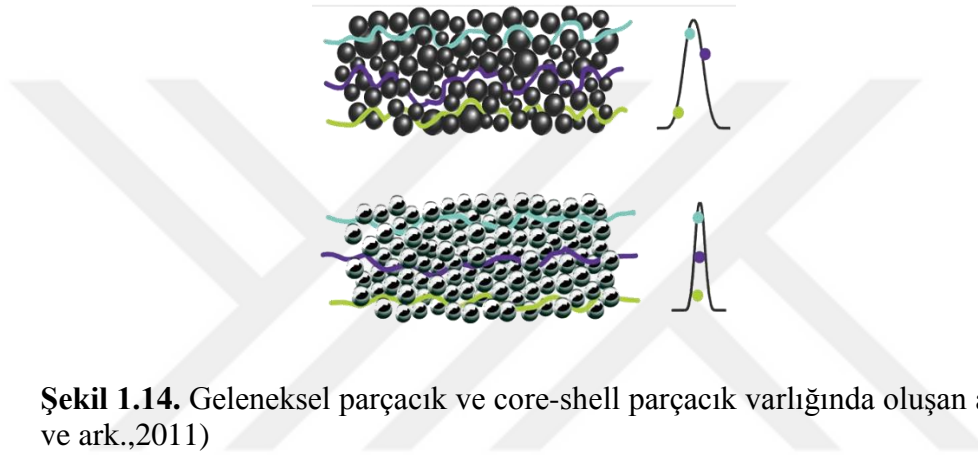 Şekil 1.14. Geleneksel parçacık ve core-shell parçacık varlığında oluşan
ve ark.,2011)